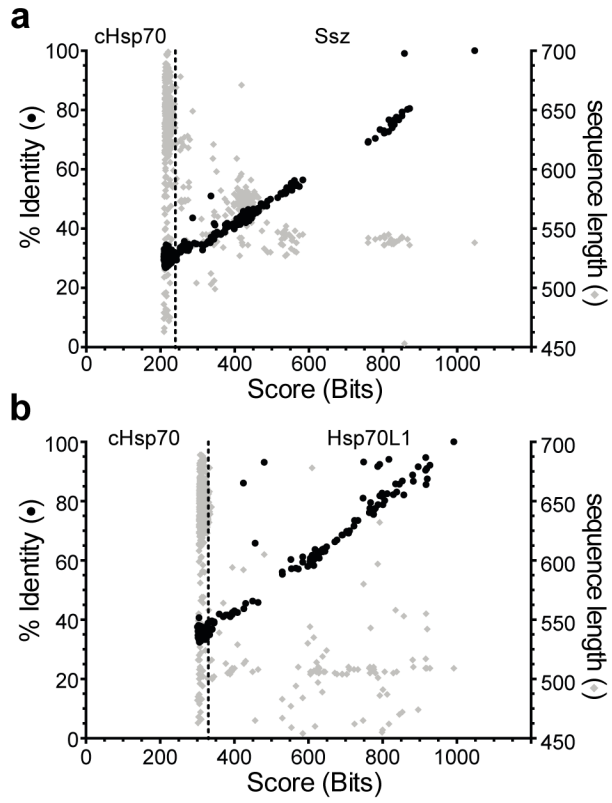 a
cHsp70 Ssz
100 700
80 650
60 600
40 550
20 500
0 450
% Identity (●)
sequence length (◆)
0 200 400 600 800 1000
Score (Bits)
b
cHsp70 Hsp70L1
100 700
80 650
60 600
40 550
20 500
0 450
% Identity (●)
sequence length (◆)
0 200 400 600 800 1000
Score (Bits)